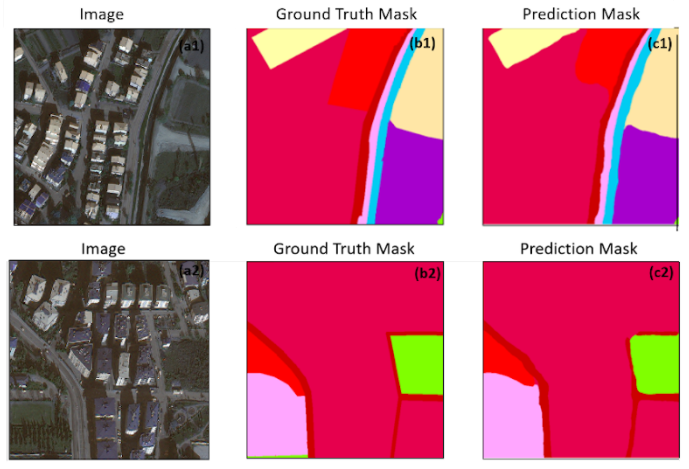 Image Ground Truth Mask Prediction Mask
(a1) (b1) (c1)
Image Ground Truth Mask Prediction Mask
(a2) (b2) (c2)